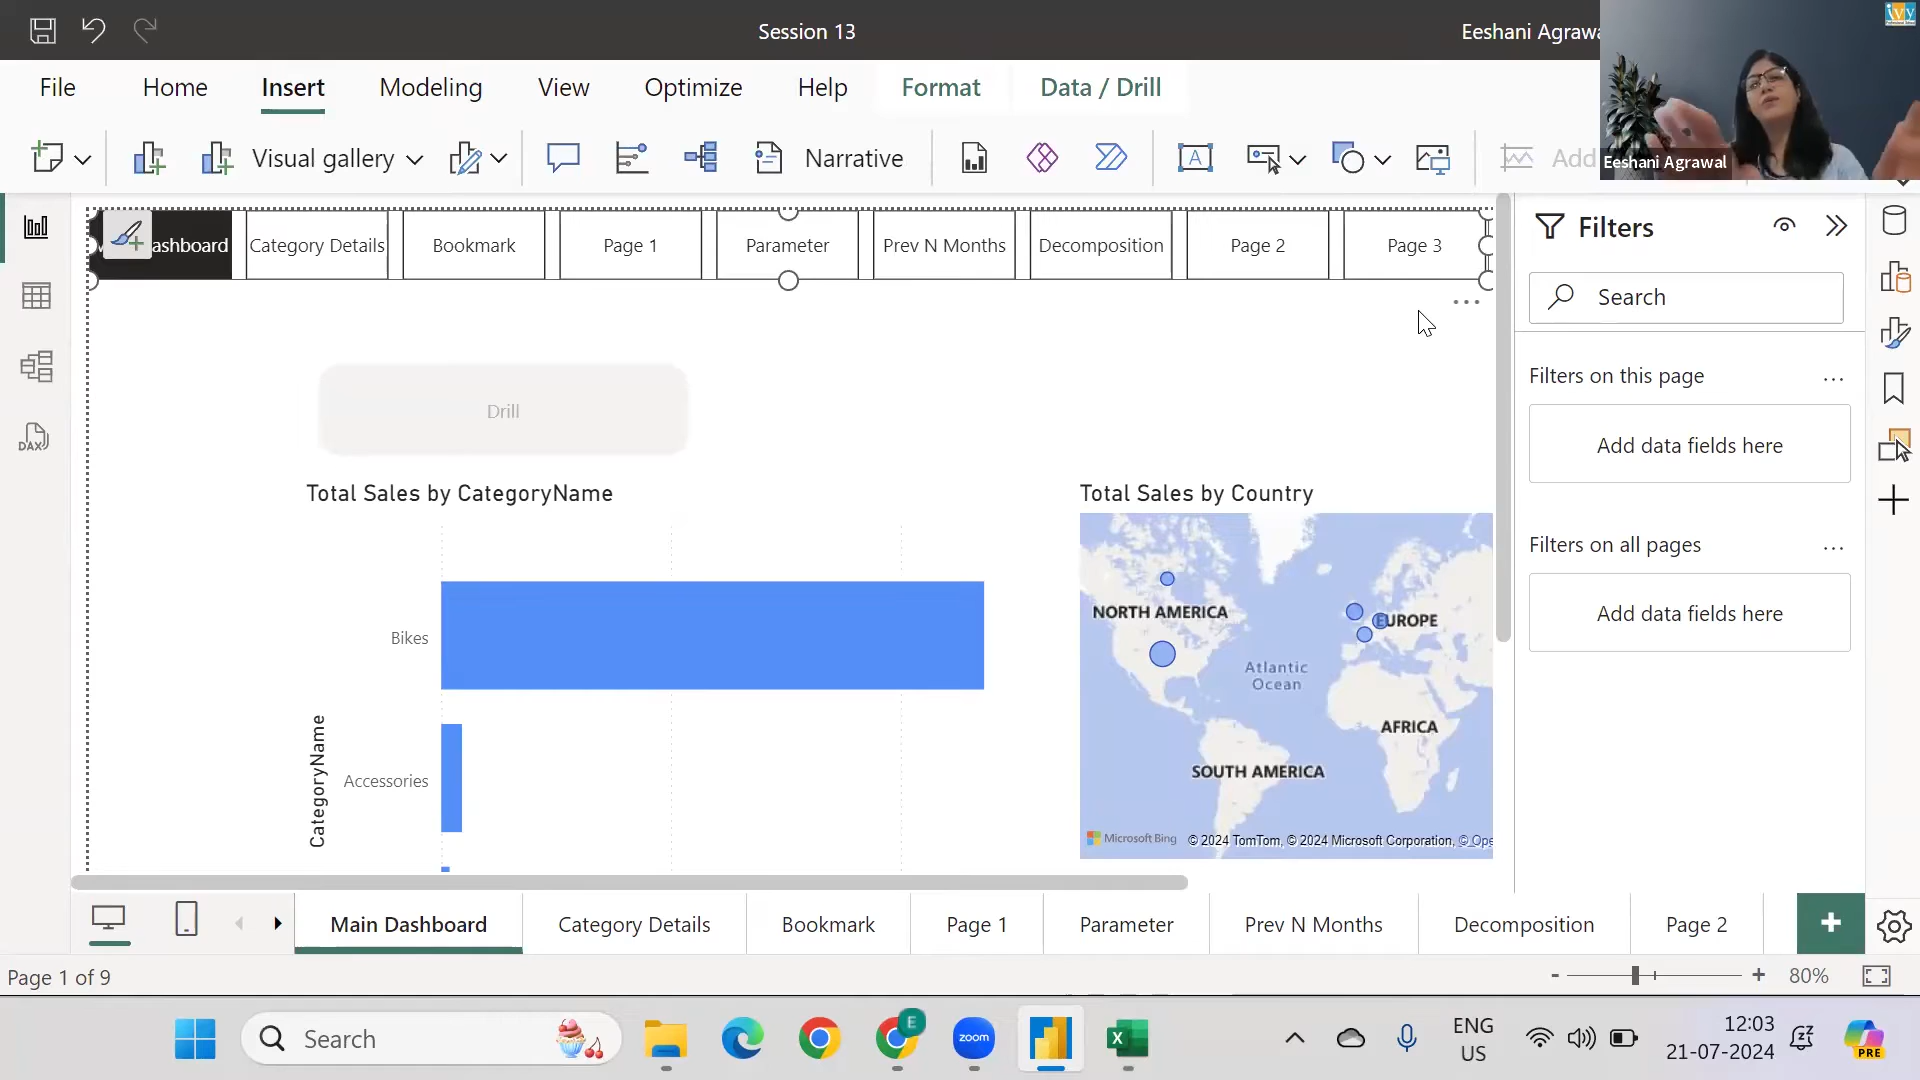 Session 13
Eeshani Agrawa
ivy
File
Home
Insert
Modeling
View
Optimize
Help
Format
Data / Drill
Visual gallery
Narrative
A
Add
Eeshani Agrawal
DAX
ashboard
Category Details
Bookmark
Page 1
Parameter
Prev N Months
Decomposition
Page 2
Page 3
Drill
Total Sales by CategoryName
Bikes
Accessories
CategoryName
Total Sales by Country
NORTH AMERICA
EUROPE
Atlantic
Ocean
AFRICA
SOUTH AMERICA
Microsoft Bing
© 2024 TomTom, © 2024 Microsoft Corporation, © Ope
Filters
Search
Filters on this page
Add data fields here
Filters on all pages
Add data fields here
Main Dashboard
Category Details
Bookmark
Page 1
Parameter
Prev N Months
Decomposition
Page 2
Page 1 of 9
80%
Search
E
zoom
ENG
US
12:03
21-07-2024
PRE